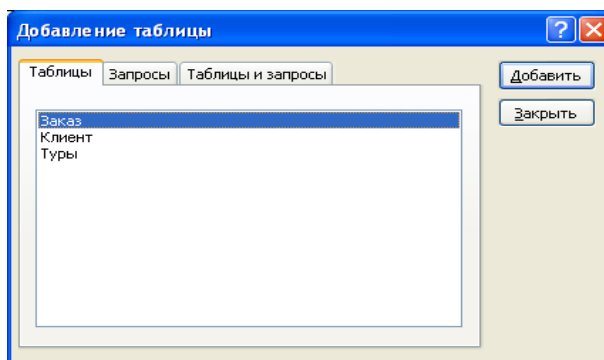 Добавление таблицы
Таблицы Запросы Таблицы и запросы
Добавить
Заказ
Закрыть
Клиент
Туры